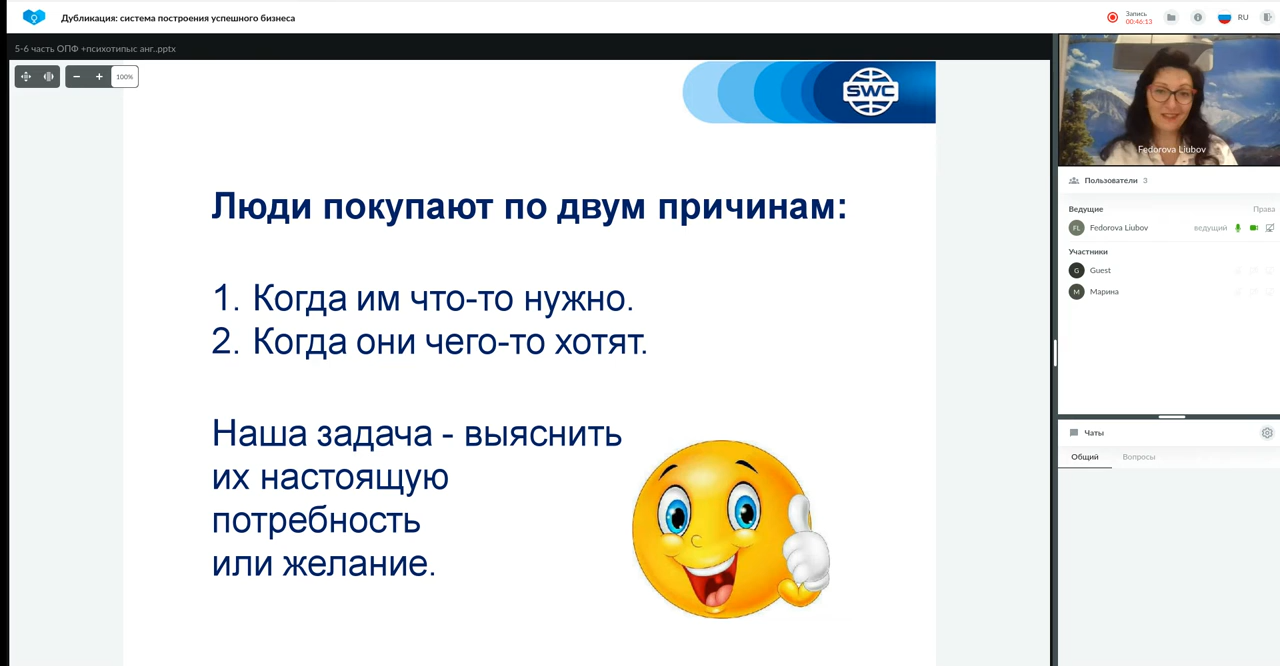 Дубликация: система построения успешного бизнеса
Запись
00:46:13
RU
5-6 часть ОПФ +психотипыс анг..pptx
100%
SWC
Люди покупают по двум причинам:
1. Когда им что-то нужно.
2. Когда они чего-то хотят.
Наша задача - выяснить
их настоящую
потребность
или желание.
Fedorova Liubov
Пользователи 3
Ведущие Права
FL Fedorova Liubov ведущий
Участники
G Guest
М Марина
Чаты
Общий Вопросы